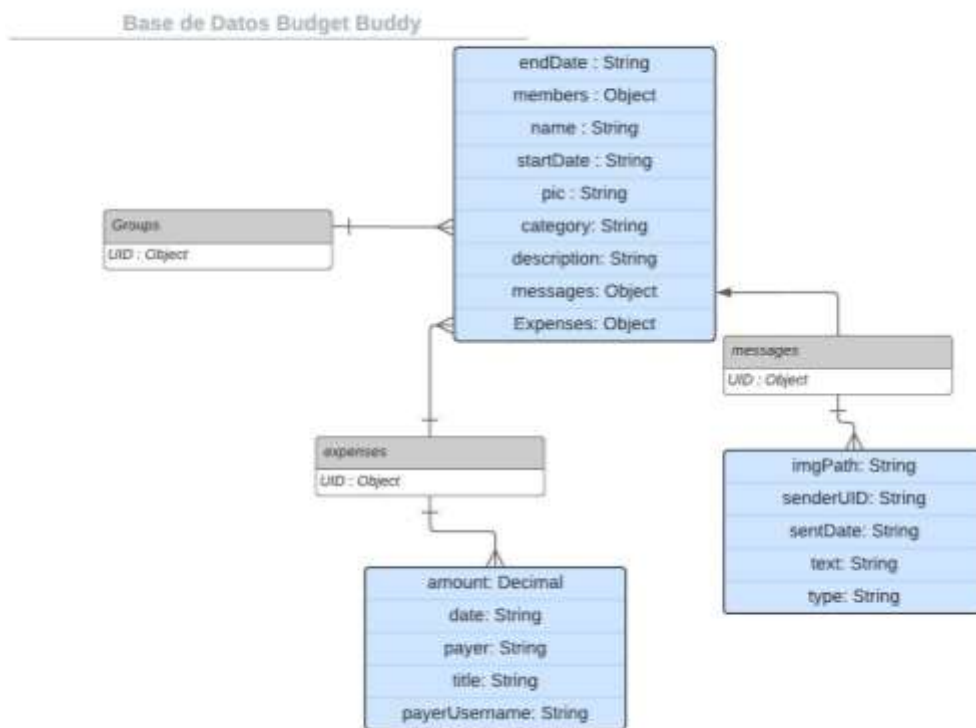 Base de Datos Budget Buddy
endDate : String
members : Object
name : String
startDate : String
pic : String
category: String
description: String
messages: Object
Expenses: Object
Groups
UID : Object
messages
UID : Object
expenses
UID : Object
imgPath: String
senderUID: String
sentDate: String
text: String
type: String
amount: Decimal
date: String
payer: String
title: String
payerUsername: String